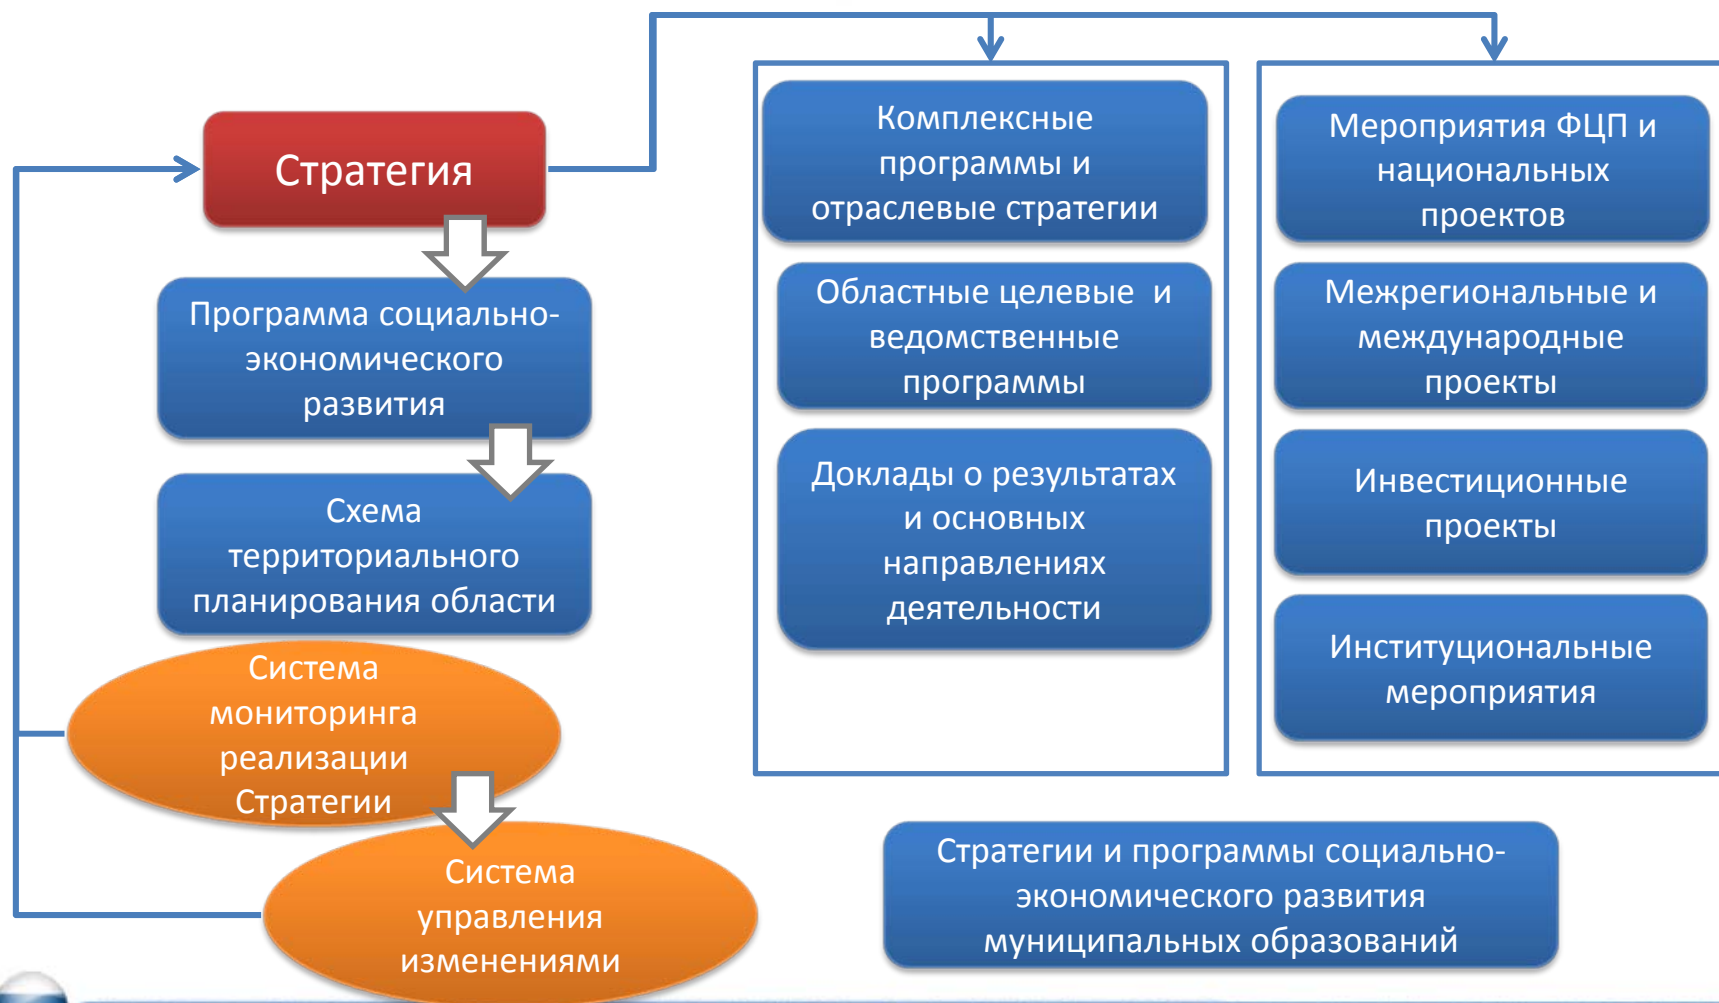 Стратегия
Программа социально-
экономического
развития
Схема
территориального
планирования области
Система
мониторинга
реализации
Стратегии
Система
управления
изменениями
Комплексные
программы и
отраслевые стратегии
Областные целевые и
ведомственные
программы
Доклады о результатах
и основных
направлениях
деятельности
Мероприятия ФЦП и
национальных
проектов
Межрегиональные и
международные
проекты
Инвестиционные
проекты
Институциональные
мероприятия
Стратегии и программы социально-
экономического развития
муниципальных образований